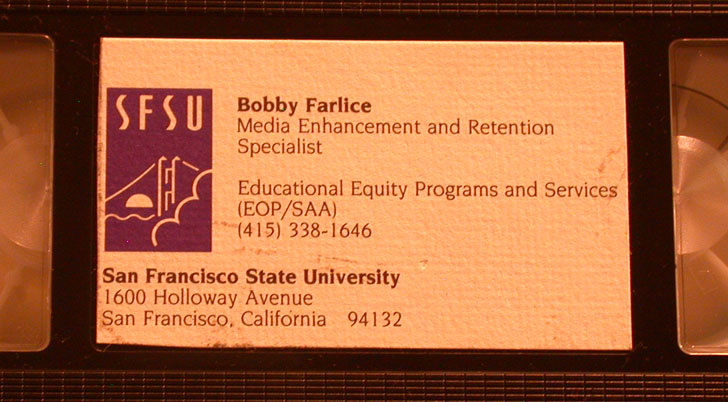 SFSU
Bobby Farlice
Media Enhancement and Retention
Specialist
Educational Equity Programs and Services
(EOP/SAA)
(415) 338-1646
San Francisco State University
1600 Holloway Avenue
San Francisco, California 94132